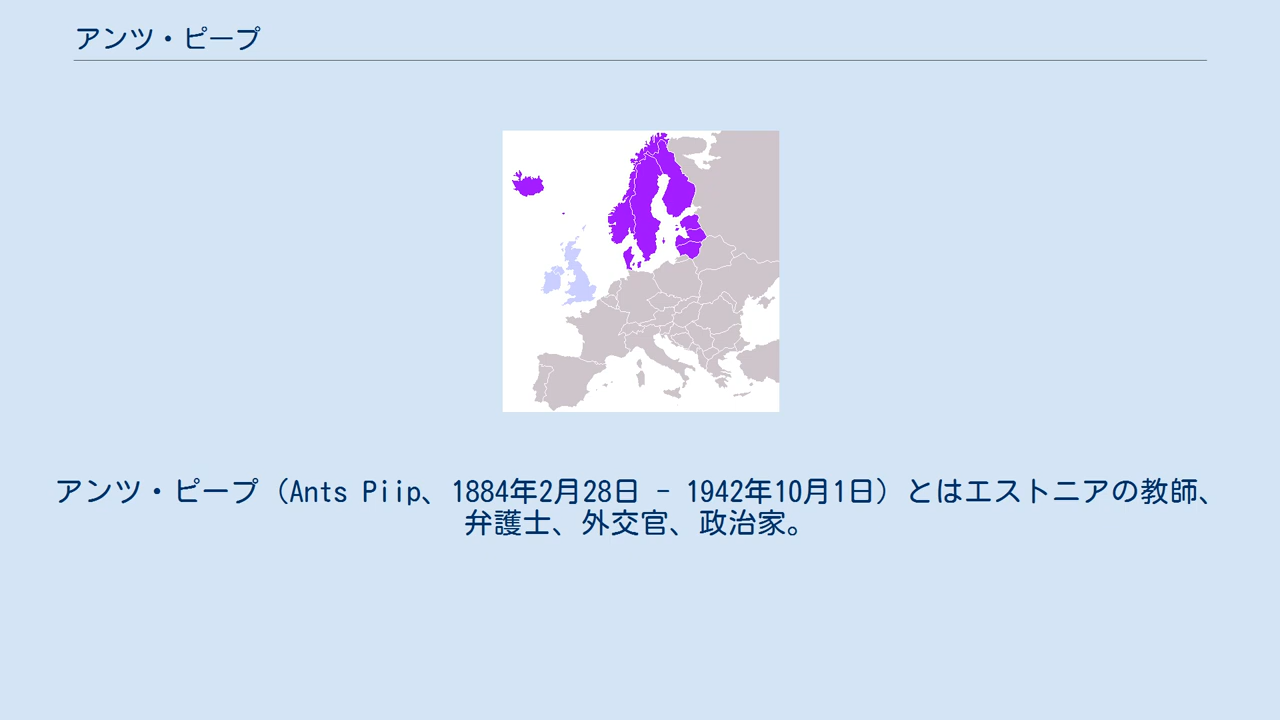 アンツ・ピープ
アンツ・ピープ（Ants Piip、1884年2月28日 - 1942年10月1日）とはエストニアの教師、
弁護士、外交官、政治家。